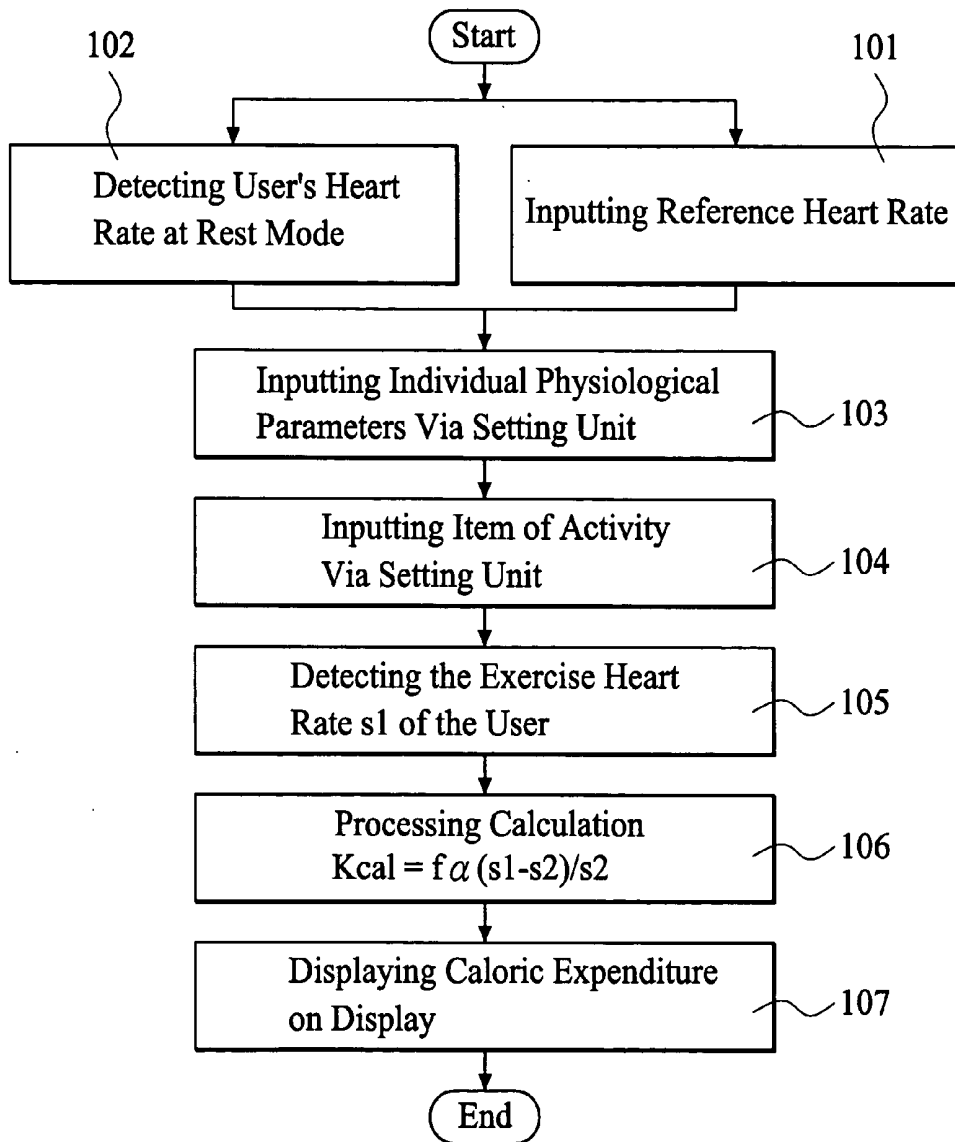 Start
102
101
Detecting User's Heart
Rate at Rest Mode
Inputting Reference Heart Rate
Inputting Individual Physiological
Parameters Via Setting Unit
103
Inputting Item of Activity
Via Setting Unit
104
Detecting the Exercise Heart
Rate s1 of the User
105
Processing Calculation
Kcal = f α (s1-s2)/s2
106
Displaying Caloric Expenditure
on Display
107
End